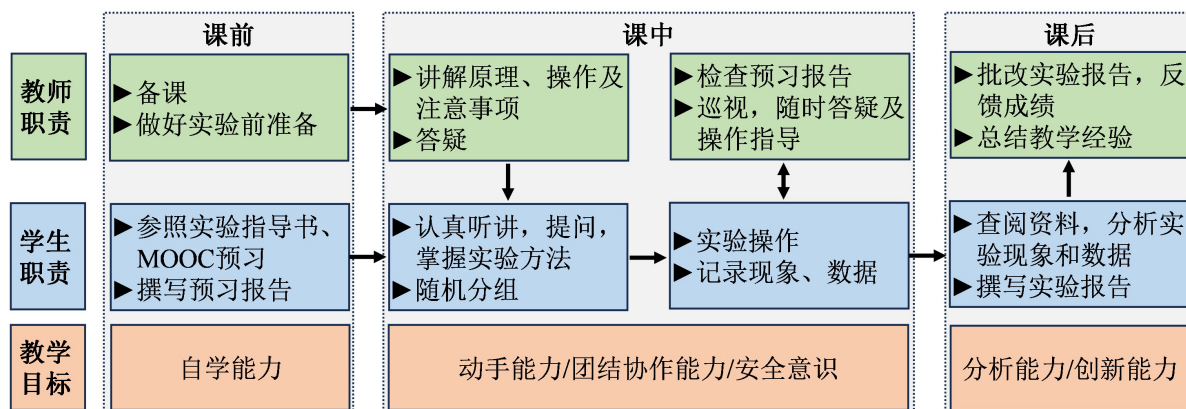 课前
课中
课后
教师
职责
►备课
►做好实验前准备
►讲解原理、操作及
注意事项
►答疑
►检查预习报告
►巡视，随时答疑及
操作指导
►批改实验报告，反
馈成绩
►总结教学经验
学生
职责
►参照实验指导书、
MOOC预习
►撰写预习报告
►认真听讲，提问，
掌握实验方法
►随机分组
►实验操作
►记录现象、数据
►查阅资料，分析实
验现象和数据
►撰写实验报告
教学
目标
自学能力
动手能力/团结协作能力/安全意识
分析能力/创新能力